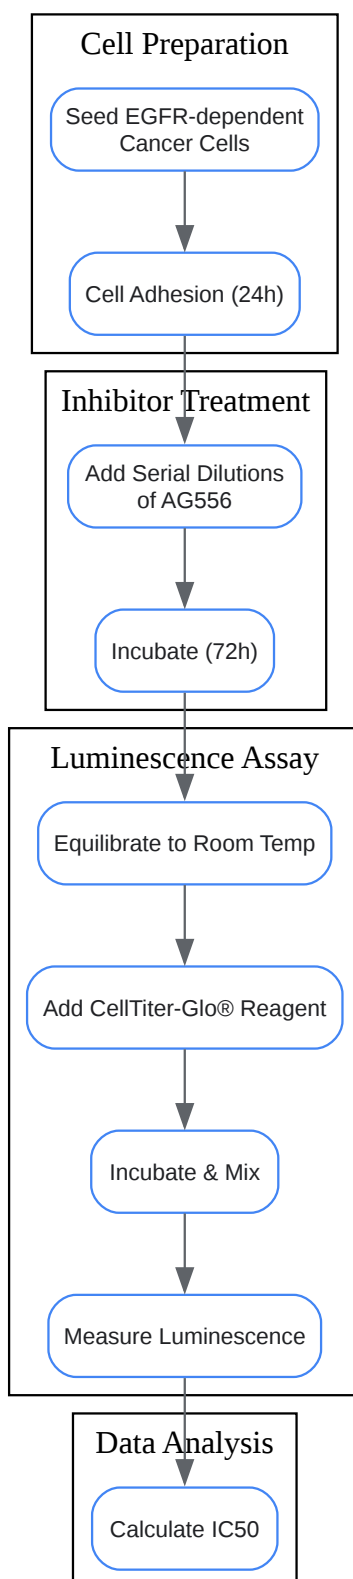 Cell Preparation
Seed EGFR-dependent
Cancer Cells
Cell Adhesion (24h)
Inhibitor Treatment
Add Serial Dilutions
of AG556
Incubate (72h)
Luminescence Assay
Equilibrate to Room Temp
Add CellTiter-Glo® Reagent
Incubate & Mix
Measure Luminescence
Data Analysis
Calculate IC50